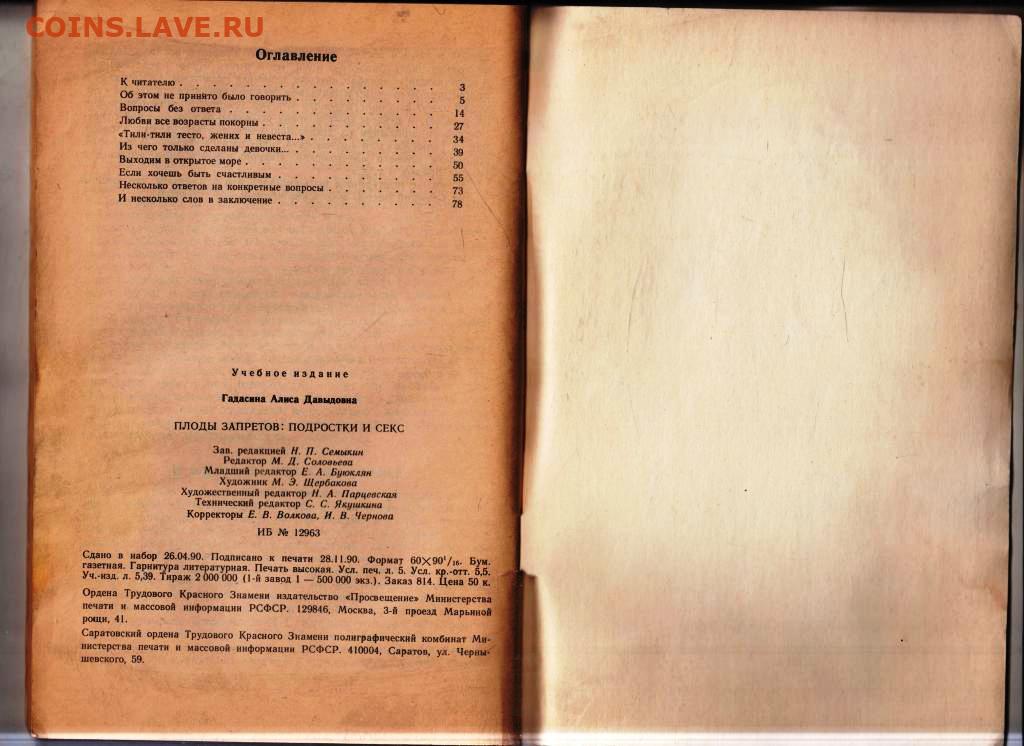 COINS.LAVE.RU
Оглавление
К читателю . . . . . . . . . . . . . . . . 3
Об этом не принято было говорить . . . . . . . . . 5
Вопросы без ответа . . . . . . . . . . . . . 14
Любви все возрасты покорны . . . . . . . . . . . 27
«Тили-тили тесто, жених и невеста...» . . . . . . . . 34
Из чего только сделаны девочки... . . . . . . . . . 39
Выходим в открытое море . . . . . . . . . . . . 50
Если хочешь быть счастливым . . . . . . . . . . 55
Несколько ответов на конкретные вопросы . . . . . . . 73
И несколько слов в заключение . . . . . . . . . . 78
Учебное издание
Гадасина Алиса Давыдовна
ПЛОДЫ ЗАПРЕТОВ: ПОДРОСТКИ И СЕКС
Зав. редакцией Н. П. Семыкин
Редактор М. Д. Соловьева
Младший редактор Е. А. Буюклян
Художник М. Э. Щербакова
Художественный редактор Н. А. Парцевская
Технический редактор С. С. Якушкина
Корректоры Е. В. Волкова, И. В. Чернова
ИБ № 12963
Сдано в набор 26.04.90. Подписано к печати 28.11.90. Формат 60×90¹/₁₆. Бум.
газетная. Гарнитура литературная. Печать высокая. Усл. печ. л. 5. Усл. кр.-отт. 5,5.
Уч.-изд. л. 5,39. Тираж 2 000 000 (1-й завод 1 — 500 000 экз.). Заказ 814. Цена 50 к.
Ордена Трудового Красного Знамени издательство «Просвещение» Министерства
печати и массовой информации РСФСР. 129846, Москва, 3-й проезд Марьиной
рощи, 41.
Саратовский ордена Трудового Красного Знамени полиграфический комбинат Ми-
нистерства печати и массовой информации РСФСР. 410004, Саратов, ул. Черны-
шевского, 59.